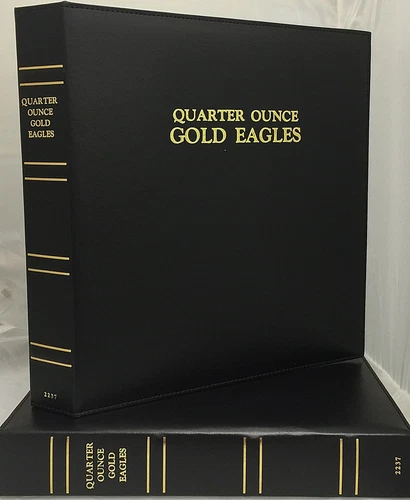 QUARTER
OUNCE
GOLD
EAGLES
2237
QUARTER OUNCE
GOLD EAGLES
QUARTER
OUNCE
GOLD
EAGLES
2237